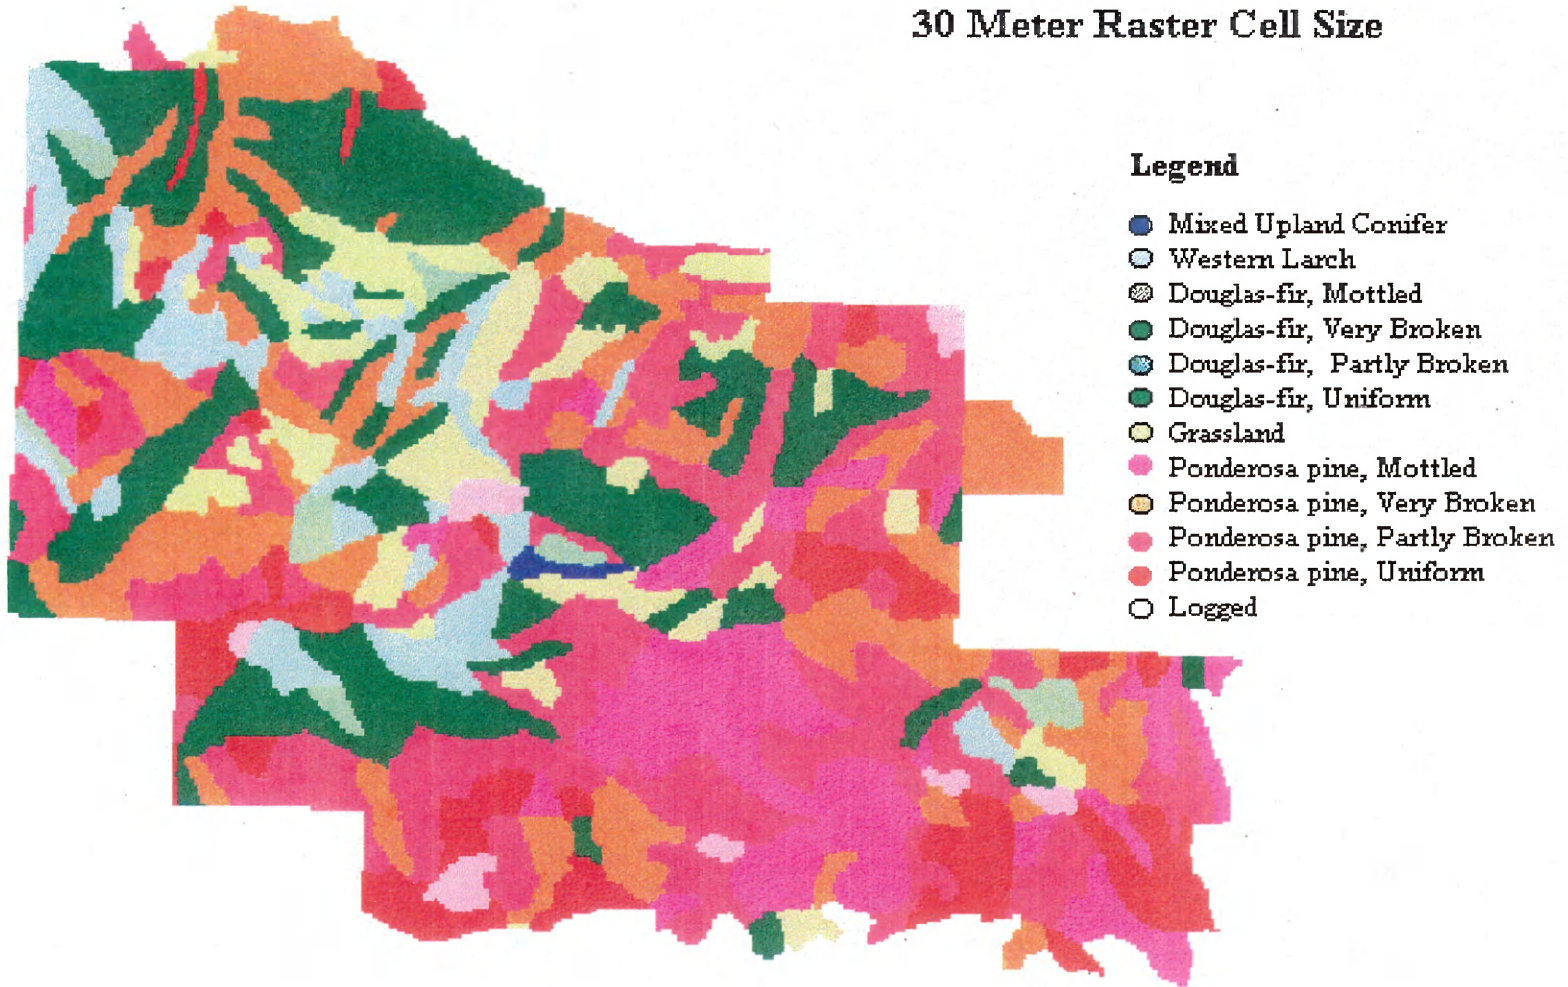 30 Meter Raster Cell Size
Legend
Mixed Upland Conifer
Western Larch
Douglas-fir, Mottled
Douglas-fir, Very Broken
Douglas-fir, Partly Broken
Douglas-fir, Uniform
Grassland
Ponderosa pine, Mottled
Ponderosa pine, Very Broken
Ponderosa pine, Partly Broken
Ponderosa pine, Uniform
Logged